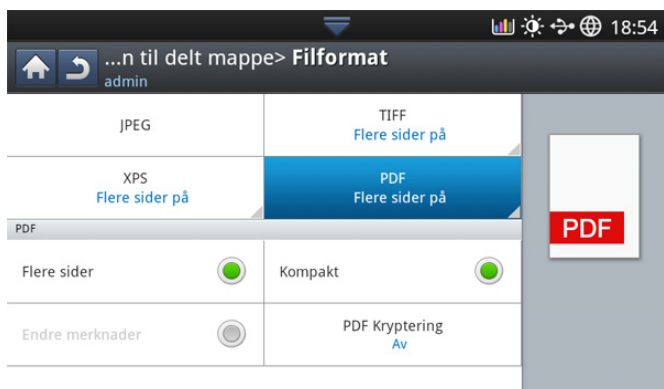 18:54
...n til delt mappe> Filformat
admin
JPEG
TIFF
Flere sider på
XPS
Flere sider på
PDF
Flere sider på
PDF
PDF
Flere sider
Kompakt
Endre merknader
PDF Kryptering
Av